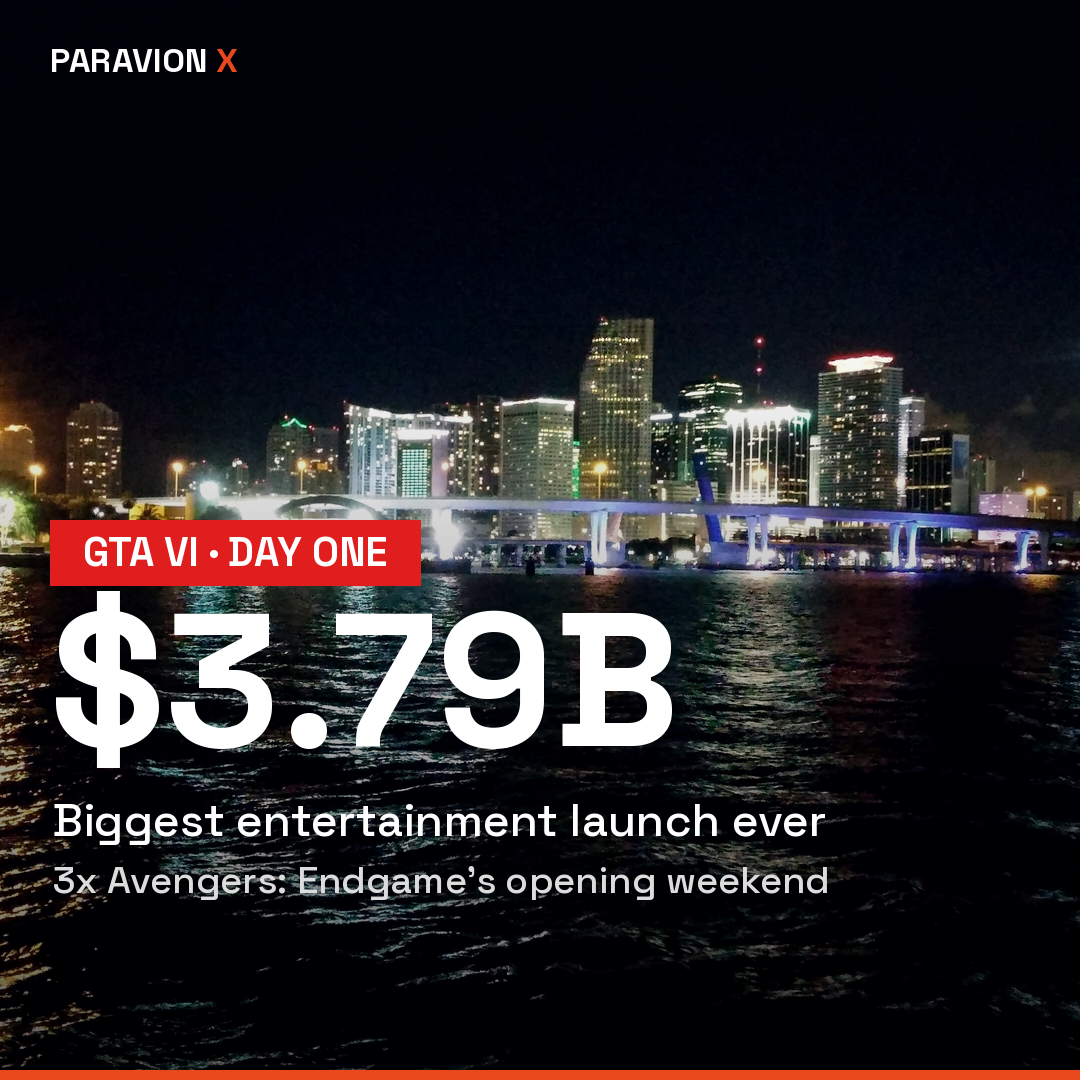 PARAVION X
GTA VI • DAY ONE
$3.79B
Biggest entertainment launch ever
3x Avengers: Endgame’s opening weekend